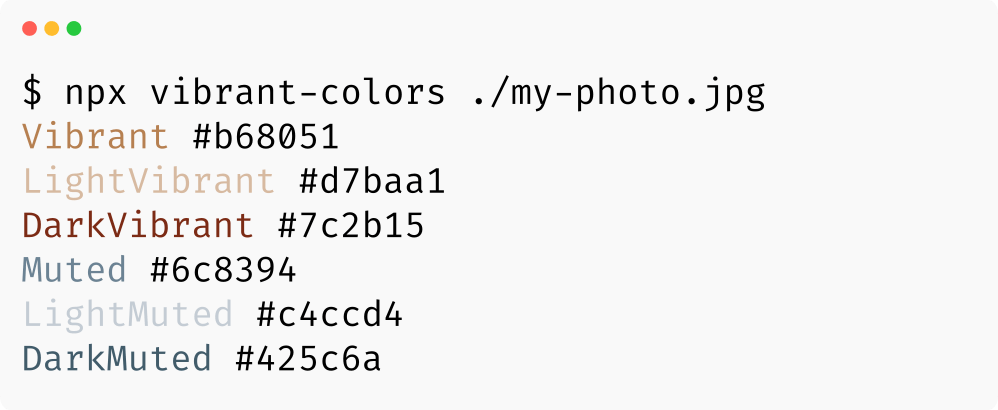 $ npx vibrant-colors ./my-photo.jpg
Vibrant #b68051
LightVibrant #d7baa1
DarkVibrant #7c2b15
Muted #6c8394
LightMuted #c4ccd4
DarkMuted #425c6a